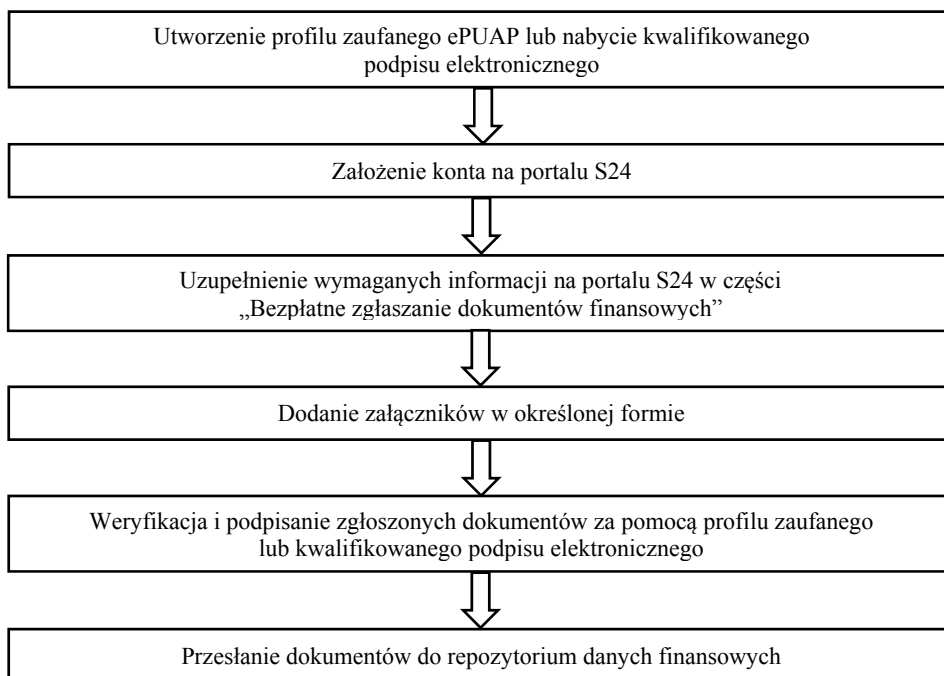 Utworzenie profilu zaufanego ePUAP lub nabycie kwalifikowanego
podpisu elektronicznego
Założenie konta na portalu S24
Uzupełnienie wymaganych informacji na portalu S24 w części
„Bezpłatne zgłaszanie dokumentów finansowych”
Dodanie załączników w określonej formie
Weryfikacja i podpisanie zgłoszonych dokumentów za pomocą profilu zaufanego
lub kwalifikowanego podpisu elektronicznego
Przesłanie dokumentów do repozytorium danych finansowych